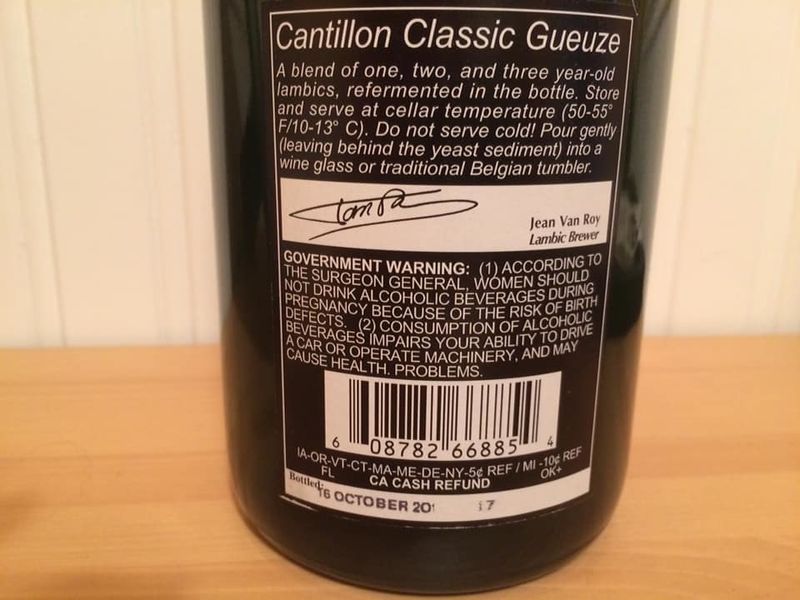 Cantillon Classic Gueuze
A blend of one, two, and three year-old
lambics, refermented in the bottle. Store
and serve at cellar temperature (50-55°
F/10-13° C). Do not serve cold! Pour gently
(leaving behind the yeast sediment) into a
wine glass or traditional Belgian tumbler.
Jean Van Roy
Lambic Brewer
GOVERNMENT WARNING: (1) ACCORDING TO
THE SURGEON GENERAL, WOMEN SHOULD
NOT DRINK ALCOHOLIC BEVERAGES DURING
PREGNANCY BECAUSE OF THE RISK OF BIRTH
DEFECTS. (2) CONSUMPTION OF ALCOHOLIC
BEVERAGES IMPAIRS YOUR ABILITY TO DRIVE
A CAR OR OPERATE MACHINERY, AND MAY
CAUSE HEALTH. PROBLEMS.
6 08782 66885 4
IA-OR-VT-CT-MA-ME-DE-NY-5¢ REF / MI -10¢ REF
FL CA CASH REFUND OK+
Bottled: 16 OCTOBER 201 17